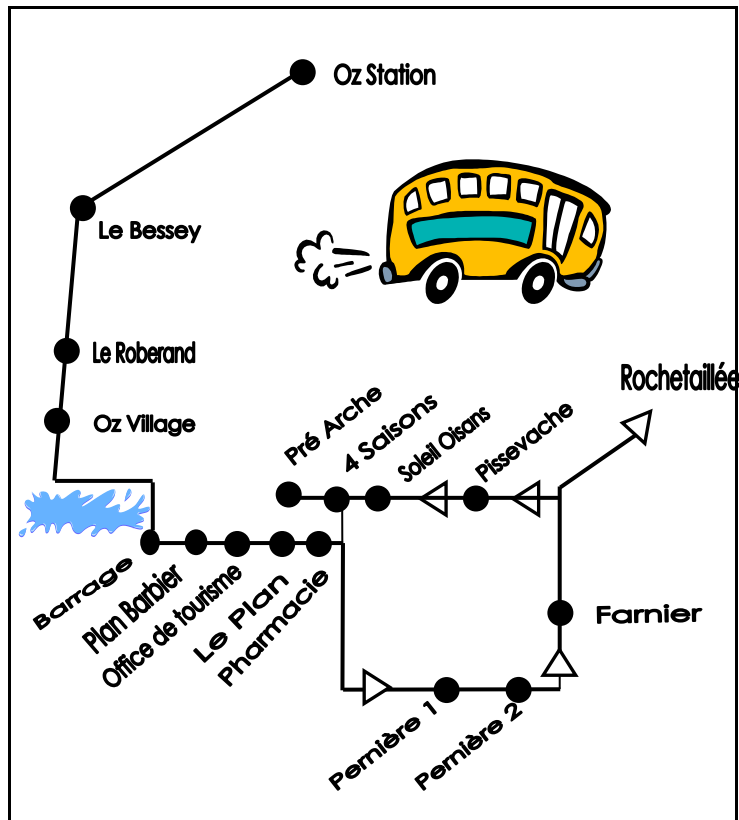 Oz Station
Le Bessey
Le Roberand
Oz Village
Rochetaillée
Pré Arche
4 Saisons
Soleil Oisans
Pissevache
Barrage
Plan Barbier
Office de tourisme
Le Plan
Pharmacie
Farnier
Pernière 1
Pernière 2